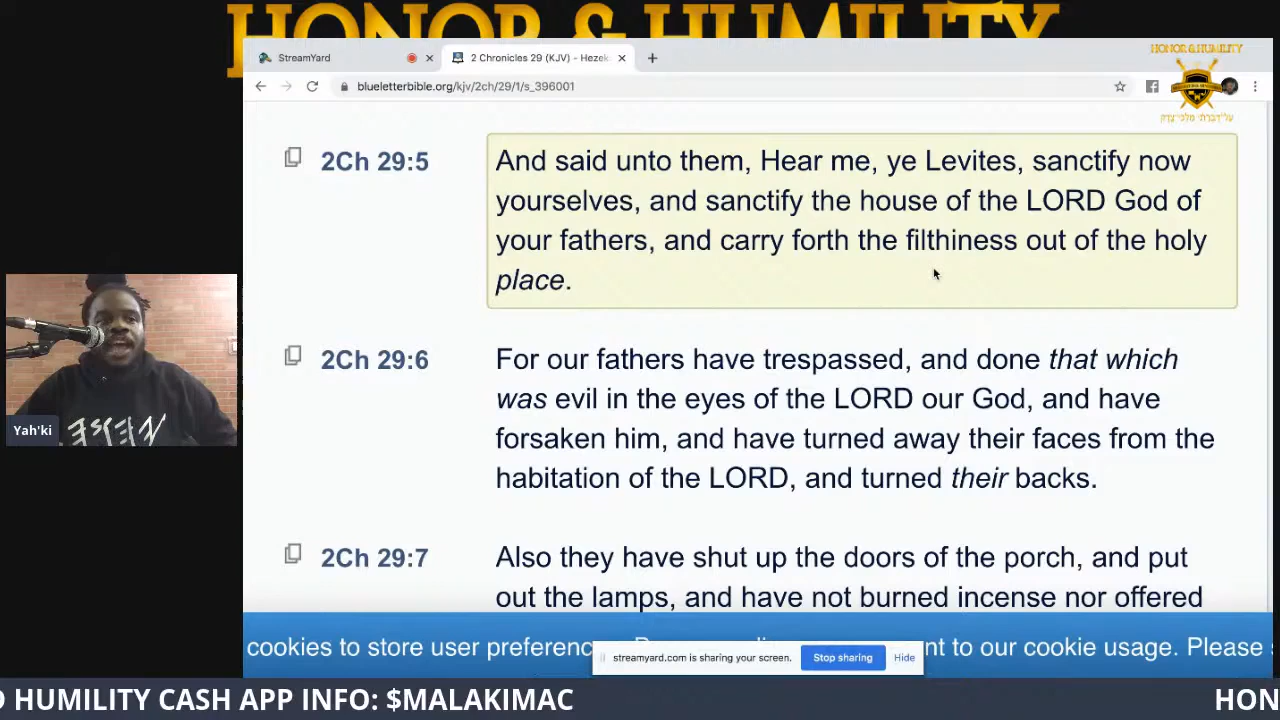 HONOR & HUMILITY
StreamYard
2 Chronicles 29 (KJV) - Hezek
HONOR & HUMILITY
blueletterbible.org/kjv/2ch/29/1/s_396001
2Ch 29:5
And said unto them, Hear me, ye Levites, sanctify now
yourselves, and sanctify the house of the LORD God of
your fathers, and carry forth the filthiness out of the holy
place.
2Ch 29:6
For our fathers have trespassed, and done that which
was evil in the eyes of the LORD our God, and have
forsaken him, and have turned away their faces from the
habitation of the LORD, and turned their backs.
Yah'ki
2Ch 29:7
Also they have shut up the doors of the porch, and put
out the lamps, and have not burned incense nor offered
cookies to store user preferenc
nt to our cookie usage. Please
streamyard.com is sharing your screen.
Stop sharing
Hide
D HUMILITY CASH APP INFO: $MALAKIMAC
HON